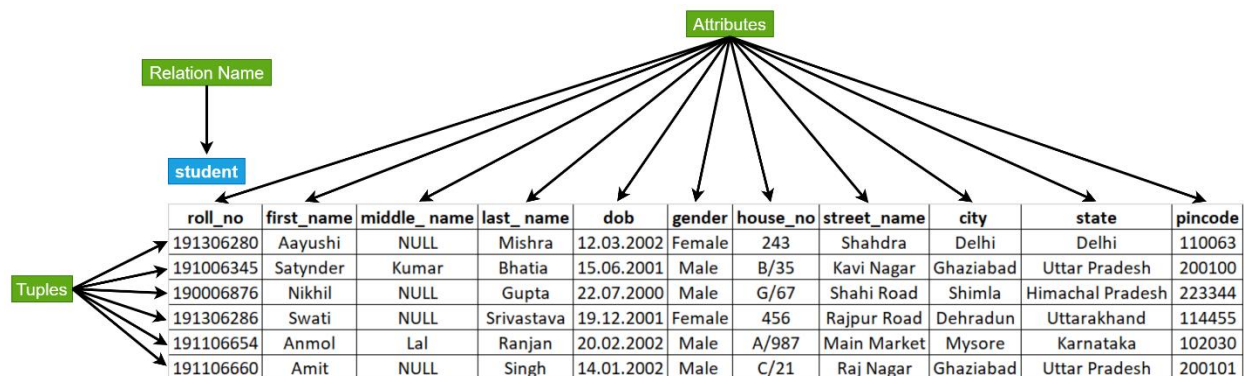 Attributes
Relation Name
student
roll_no first_name middle_ name last_ name dob gender house_no street_name city state pincode
191306280 Aayushi NULL Mishra 12.03.2002 Female 243 Shahdra Delhi Delhi 110063
191006345 Satynder Kumar Bhatia 15.06.2001 Male B/35 Kavi Nagar Ghaziabad Uttar Pradesh 200100
Tuples
190006876 Nikhil NULL Gupta 22.07.2000 Male G/67 Shahi Road Shimla Himachal Pradesh 223344
191306286 Swati NULL Srivastava 19.12.2001 Female 456 Rajpur Road Dehradun Uttarakhand 114455
191106654 Anmol Lal Ranjan 20.02.2002 Male A/987 Main Market Mysore Karnataka 102030
191106660 Amit NULL Singh 14.01.2002 Male C/21 Raj Nagar Ghaziabad Uttar Pradesh 200101